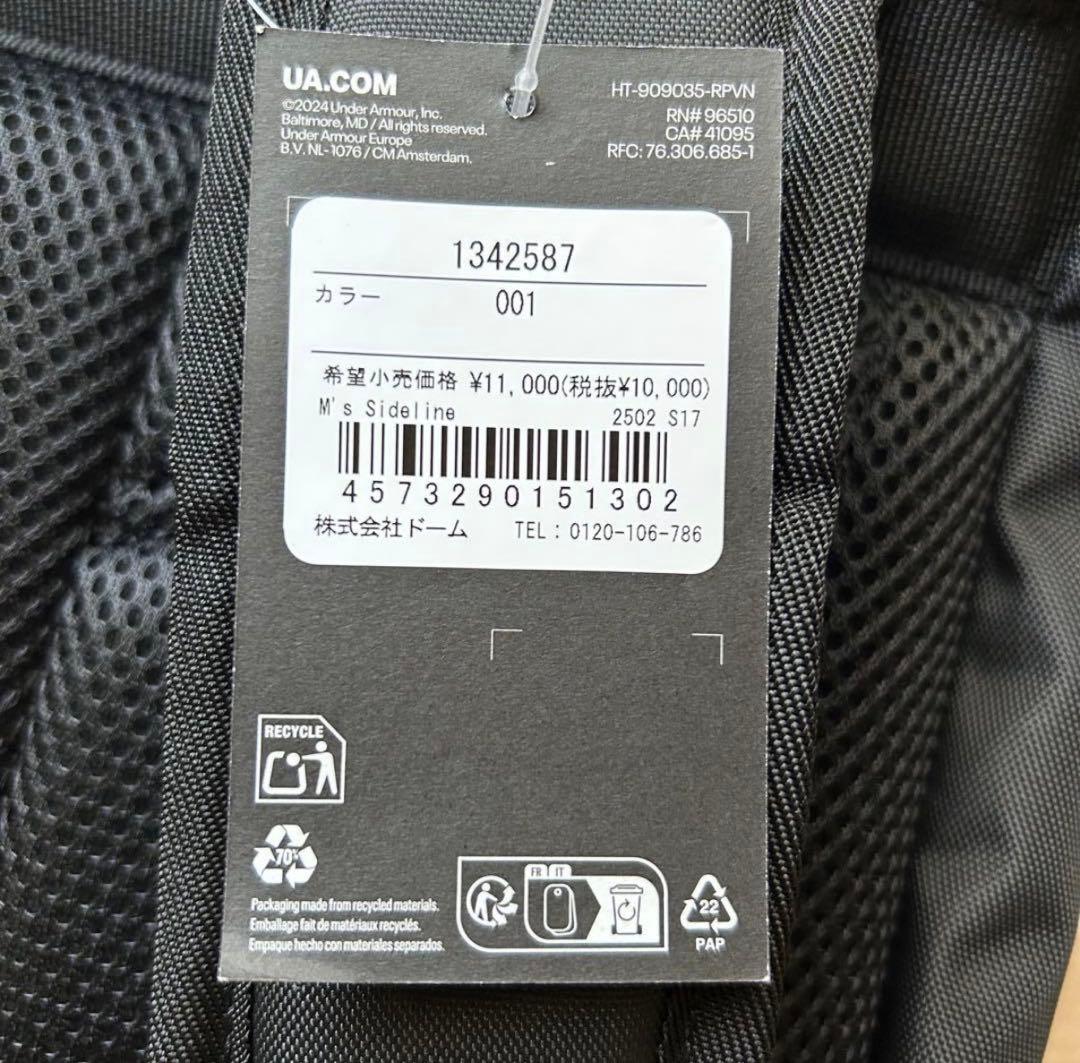 UA.COM
©2024 Under Armour, Inc.
Baltimore, MD / All rights reserved.
Under Armour Europe
B.V. NL-1076 / CM Amsterdam.
HT-909035-RPVN
RN# 96510
CA# 41095
RFC: 76.306.685-1
1342587
カラー 001
希望小売価格 ¥11,000(税抜¥10,000)
M's Sideline 2502 S17
4573290151302
株式会社ドーム TEL : 0120-106-786
RECYCLE
70%
Packaging made from recycled materials.
Emballage fait de matériaux recyclés.
Empaque hecho con materiales separados.
FR IT
22
PAP